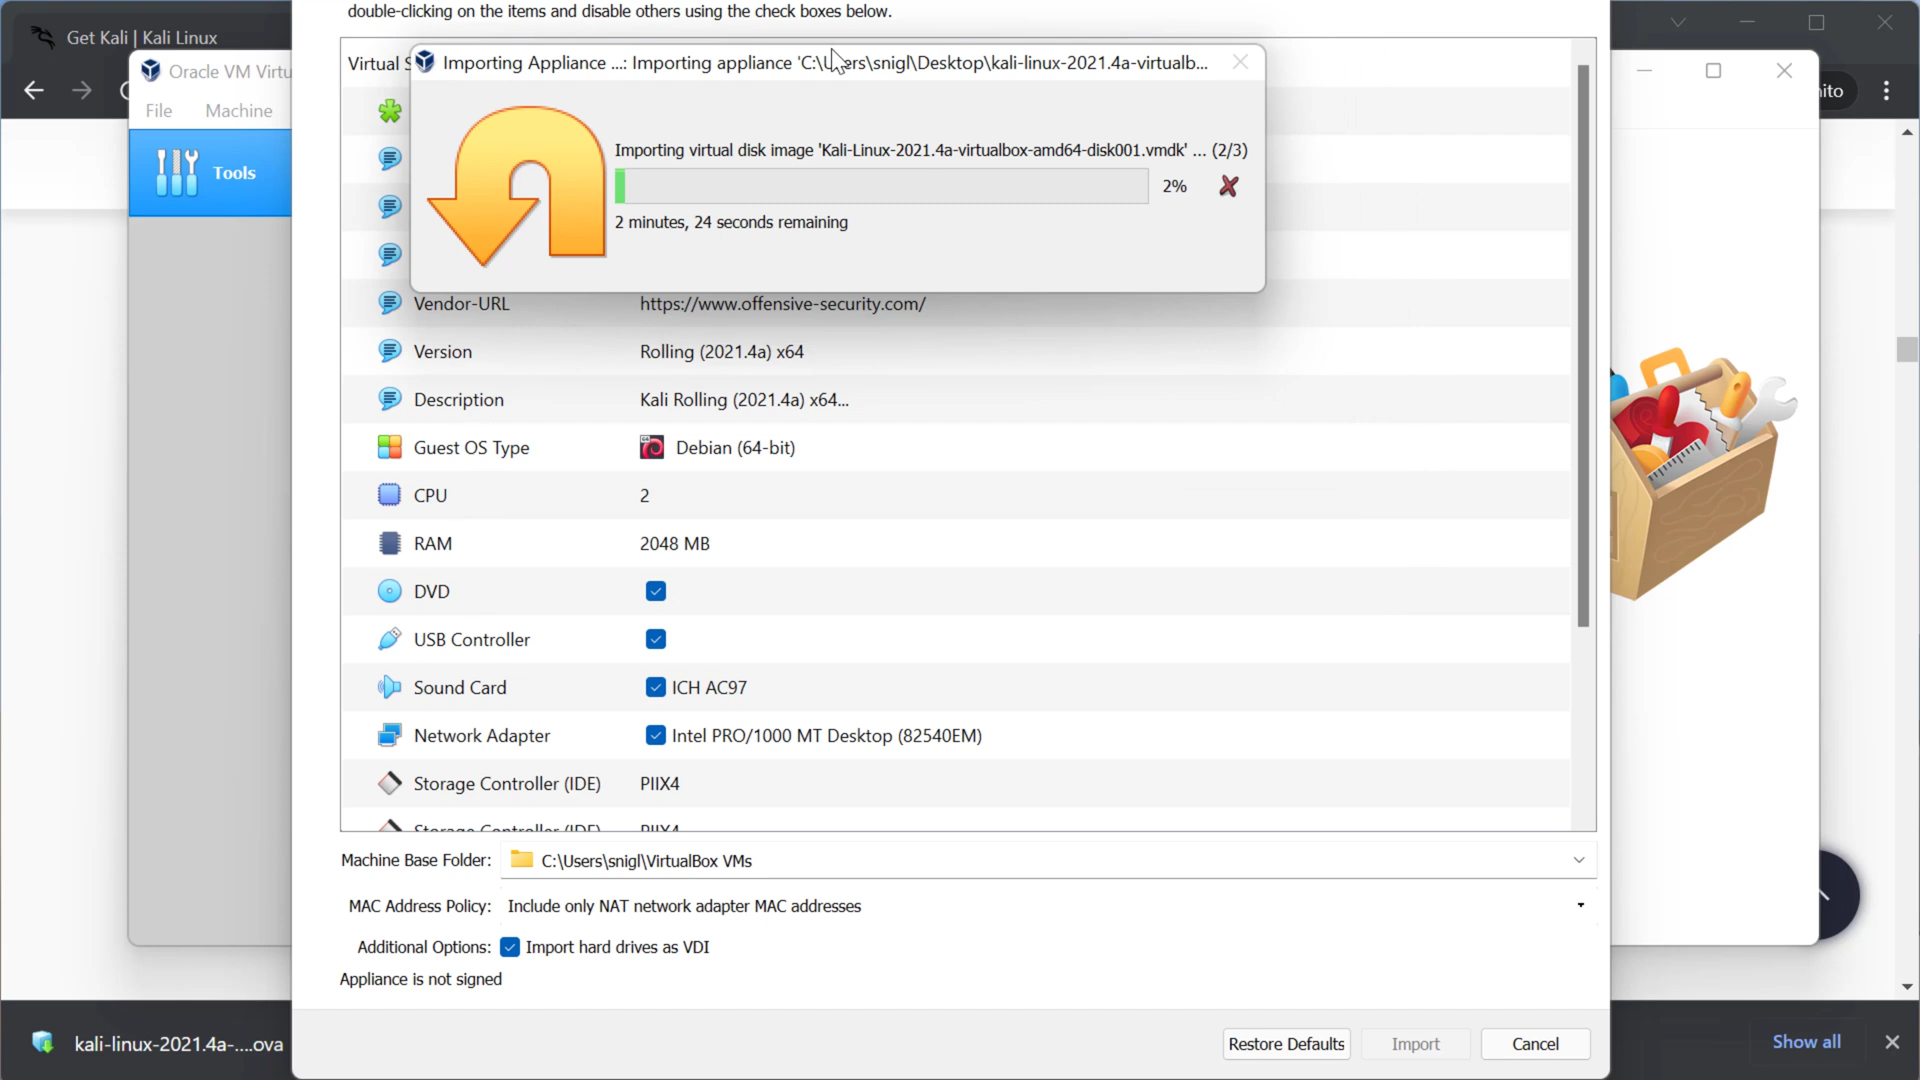 double-clicking on the items and disable others using the check boxes below.
Get Kali | Kali Linux
Oracle VM Virtu
File Machine
Tools
Virtual S
Importing Appliance ...: Importing appliance 'C:\Users\snigl\Desktop\kali-linux-2021.4a-virtualb...
Importing virtual disk image 'Kali-Linux-2021.4a-virtualbox-amd64-disk001.vmdk' ... (2/3)
2%
2 minutes, 24 seconds remaining
Vendor-URL https://www.offensive-security.com/
Version Rolling (2021.4a) x64
Description Kali Rolling (2021.4a) x64...
Guest OS Type Debian (64-bit)
CPU 2
RAM 2048 MB
DVD
USB Controller
Sound Card ICH AC97
Network Adapter Intel PRO/1000 MT Desktop (82540EM)
Storage Controller (IDE) PIIX4
Storage Controller (IDE) PIIX4
Machine Base Folder: C:\Users\snigl\VirtualBox VMs
MAC Address Policy: Include only NAT network adapter MAC addresses
Additional Options: Import hard drives as VDI
Appliance is not signed
Restore Defaults Import Cancel
ito
kali-linux-2021.4a-....ova
Show all